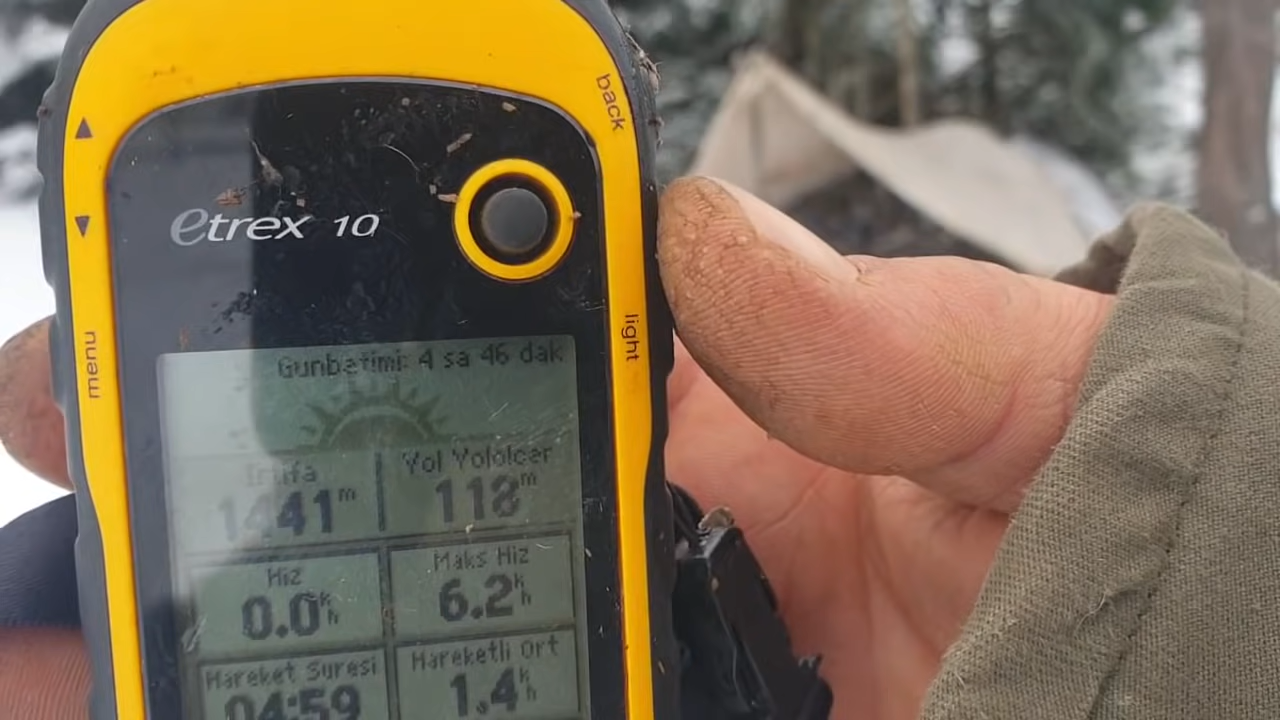 back
etrex 10
light
menu
Gunbatimi: 4 sa 46 dak
Irtifa
Yol Yololcer
1441m
118m
Hiz
Maks Hiz
0.0kh
6.2kh
Hareket Suresi
Hareketli Ort
04:59
1.4kh